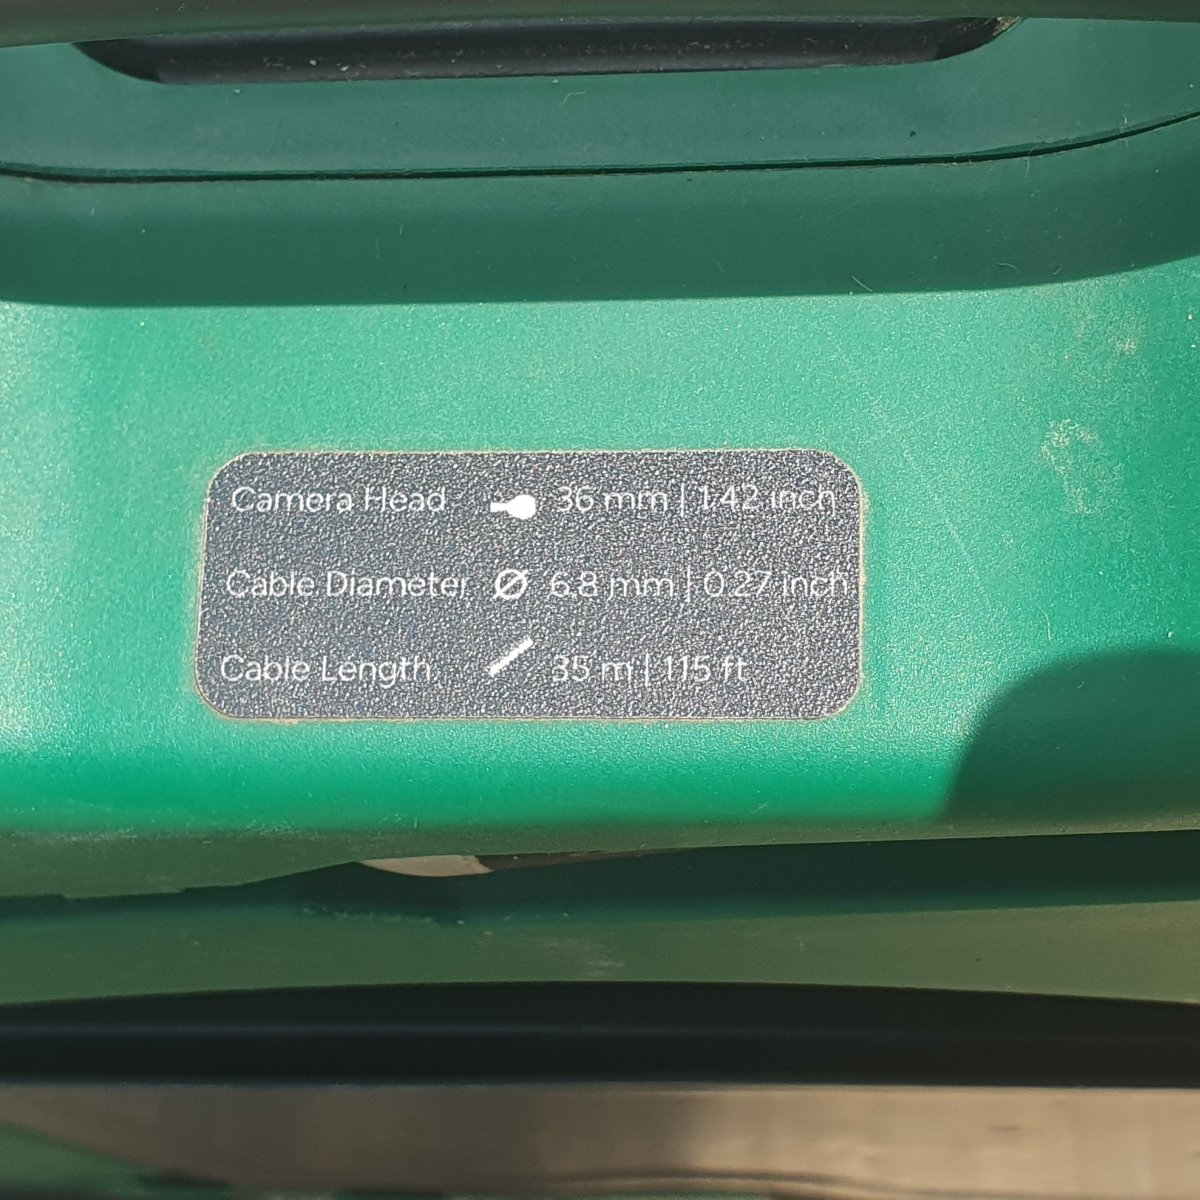 Camera Head 36 mm | 1.42 inch
Cable Diameter Ø 6.8 mm | 0.27 inch
Cable Length 35 m | 115 ft